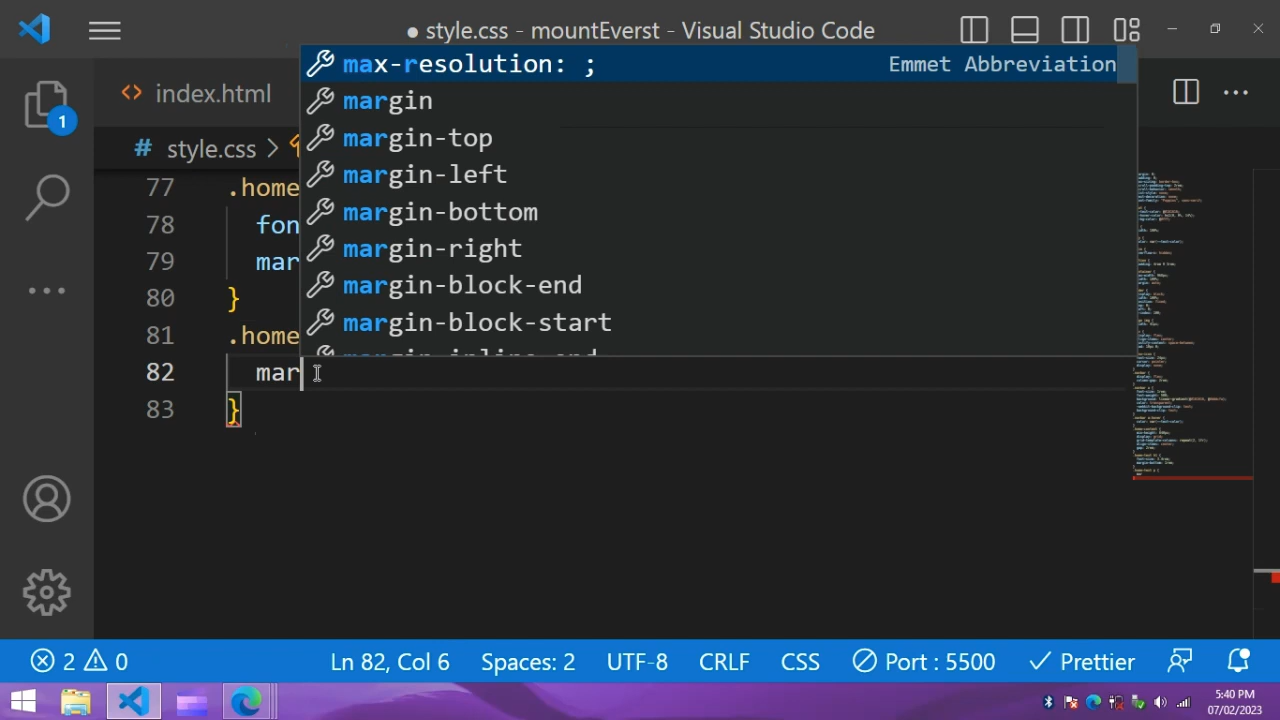 ● style.css - mountEverst - Visual Studio Code
max-resolution: ; Emmet Abbreviation
<> index.html
margin
margin-top
# style.css >
margin-left
77 .home
margin-bottom
78 fon
margin-right
79 mar
margin-block-end
80 }
margin-block-start
81 .home
82 mar
83 }
1
2 0 Ln 82, Col 6 Spaces: 2 UTF-8 CRLF CSS Port : 5500 Prettier
5:40 PM
07/02/2023